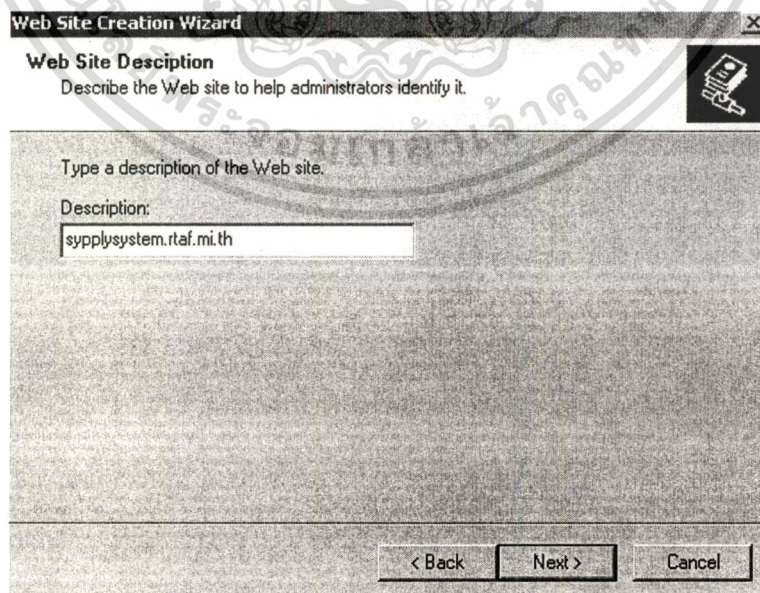 Web Site Creation Wizard
Web Site Desciption
Describe the Web site to help administrators identify it.
Type a description of the Web site.
Description:
sypplysystem.rtaf.mi.th
< Back
Next >
Cancel